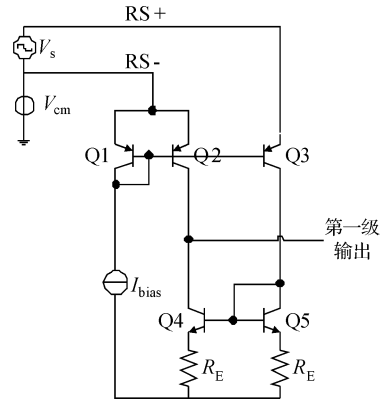 RS+
Vs
RS-
Vcm
Q1
Q2
Q3
第一级
输出
Ibias
Q4
Q5
RE
RE